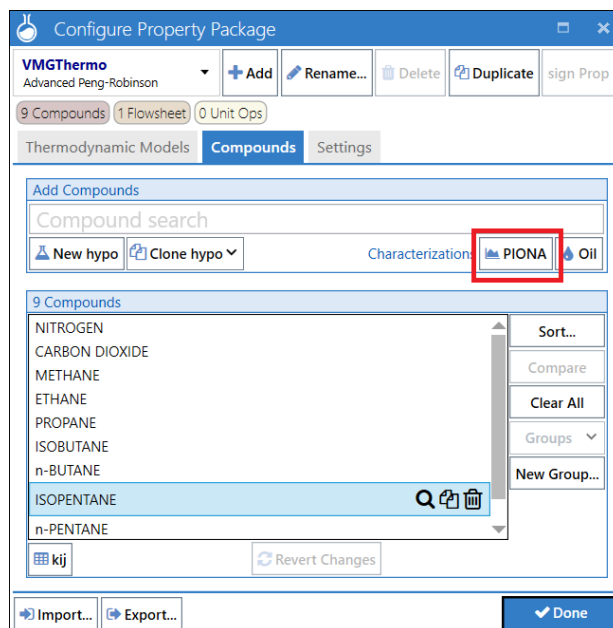 Configure Property Package
VMGThermo
Advanced Peng-Robinson
Add
Rename...
Delete
Duplicate
sign Prop
9 Compounds
1 Flowsheet
0 Unit Ops
Thermodynamic Models
Compounds
Settings
Add Compounds
Compound search
New hypo
Clone hypo
Characterization
PIONA
Oil
9 Compounds
NITROGEN
CARBON DIOXIDE
METHANE
ETHANE
PROPANE
ISOBUTANE
n-BUTANE
ISOPENTANE
n-PENTANE
Sort...
Compare
Clear All
Groups
New Group...
kij
Revert Changes
Import...
Export...
Done